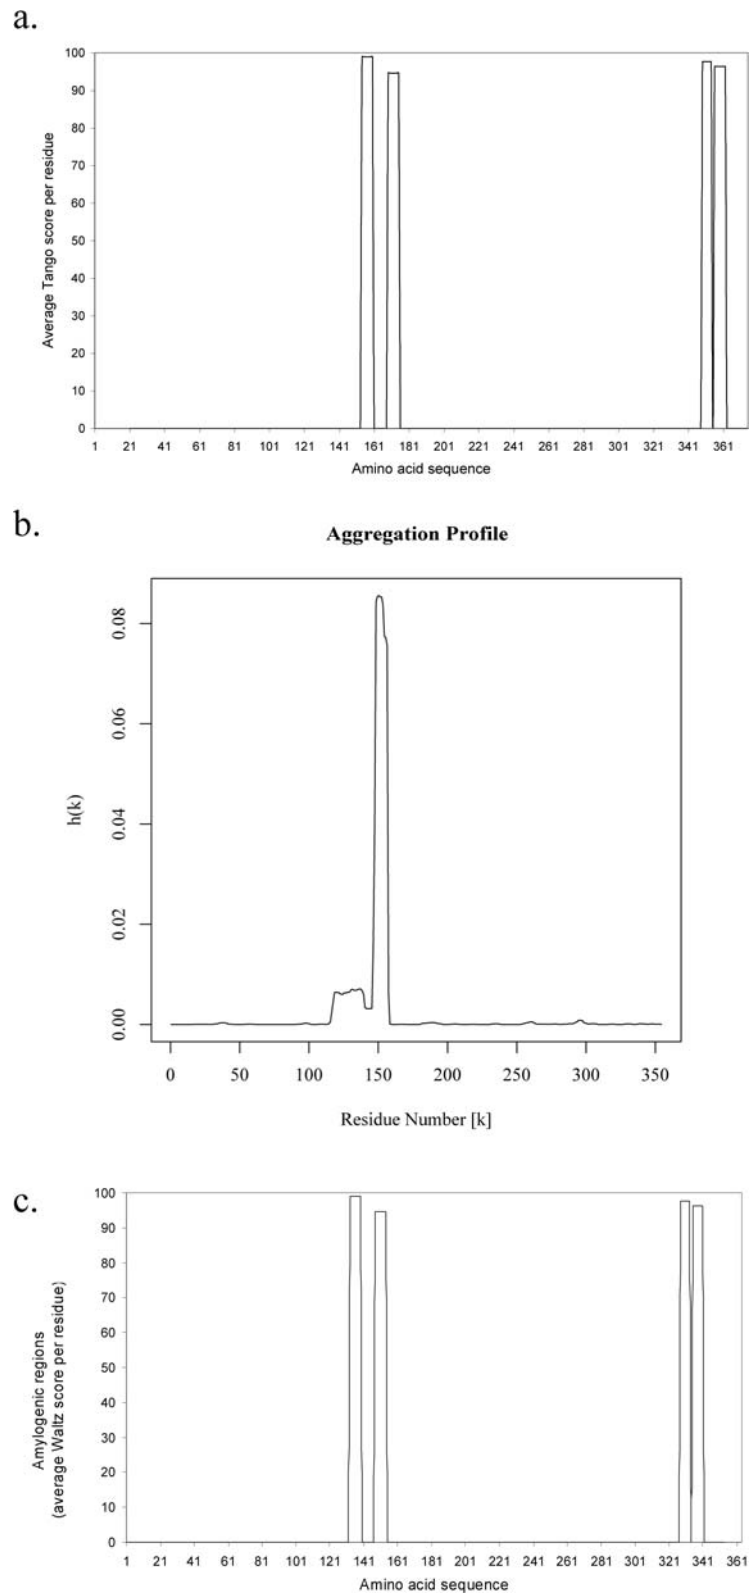 a.
100
90
80
70
60
50
40
30
20
10
0
Average Tango score per residue
1 21 41 61 81 101 121 141 161 181 201 221 241 261 281 301 321 341 361
Amino acid sequence
b.
Aggregation Profile
0.08
0.06
0.04
0.02
0.00
h(k)
0 50 100 150 200 250 300 350
Residue Number [k]
c.
100
90
80
70
60
50
40
30
20
10
0
Amylogenic regions
(average Waltz score per residue)
1 21 41 61 81 101 121 141 161 181 201 221 241 261 281 301 321 341 361
Amino acid sequence